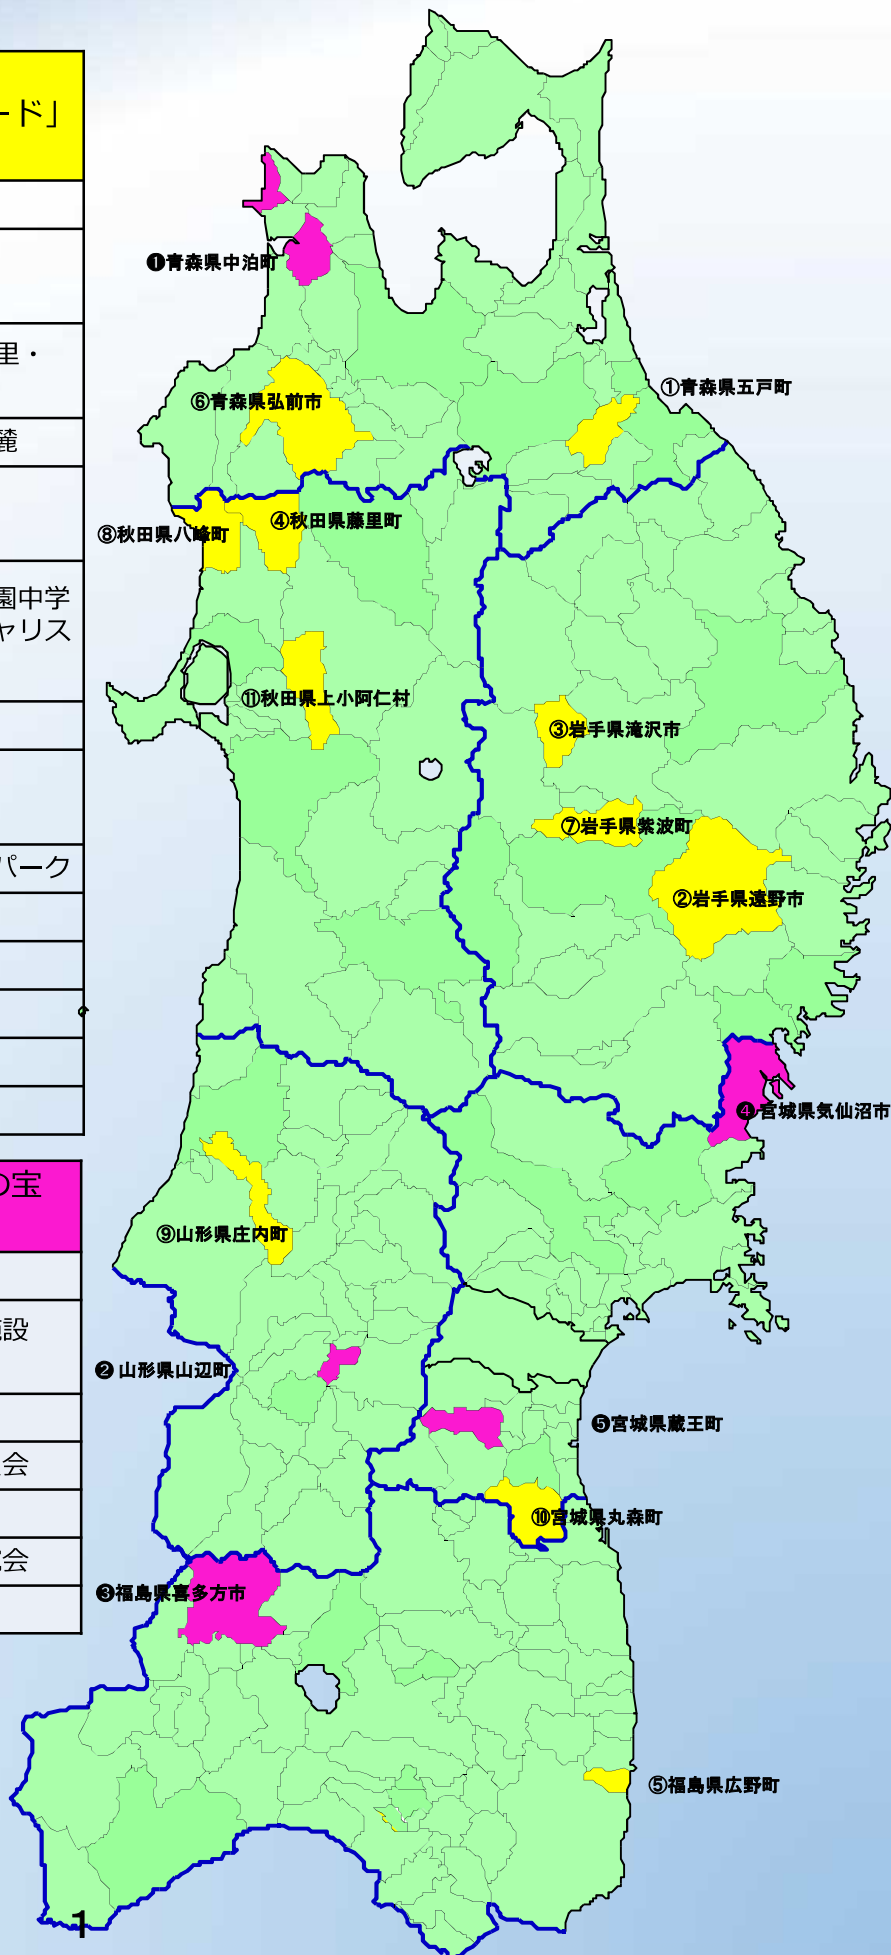 ード」
里・
麓
園中学
ャリス
パーク
の宝
施設
会
会
❶青森県中泊町
⑥青森県弘前市
①青森県五戸町
⑧秋田県八峰町
④秋田県藤里町
⑪秋田県上小阿仁村
③岩手県滝沢市
⑦岩手県紫波町
②岩手県遠野市
❹宮城県気仙沼市
⑨山形県庄内町
❷山形県山辺町
❺宮城県蔵王町
⑩宮城県丸森町
❸福島県喜多方市
⑤福島県広野町
1